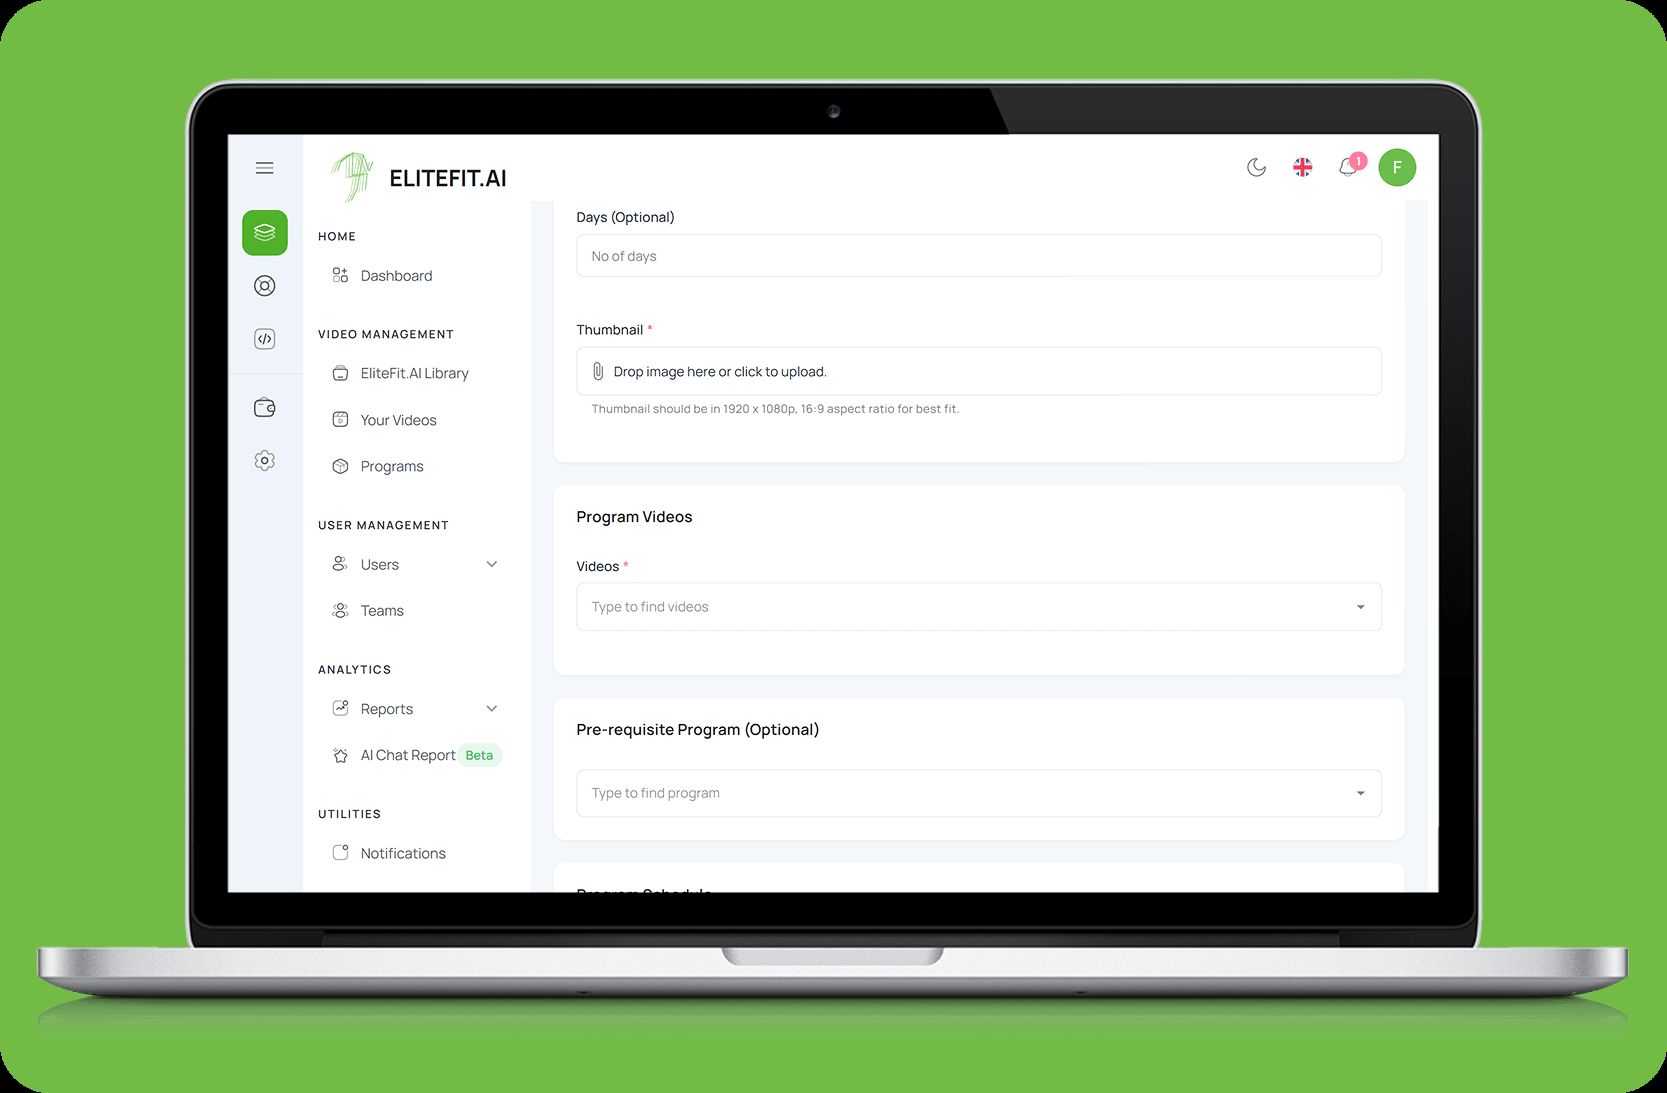 ELITEFIT.AI
1
F
HOME
Dashboard
VIDEO MANAGEMENT
EliteFit.AI Library
Your Videos
Programs
USER MANAGEMENT
Users
Teams
ANALYTICS
Reports
AI Chat Report Beta
UTILITIES
Notifications
Days (Optional)
No of days
Thumbnail *
Drop image here or click to upload.
Thumbnail should be in 1920 x 1080p, 16:9 aspect ratio for best fit.
Program Videos
Videos *
Type to find videos
Pre-requisite Program (Optional)
Type to find program
Program Schedule